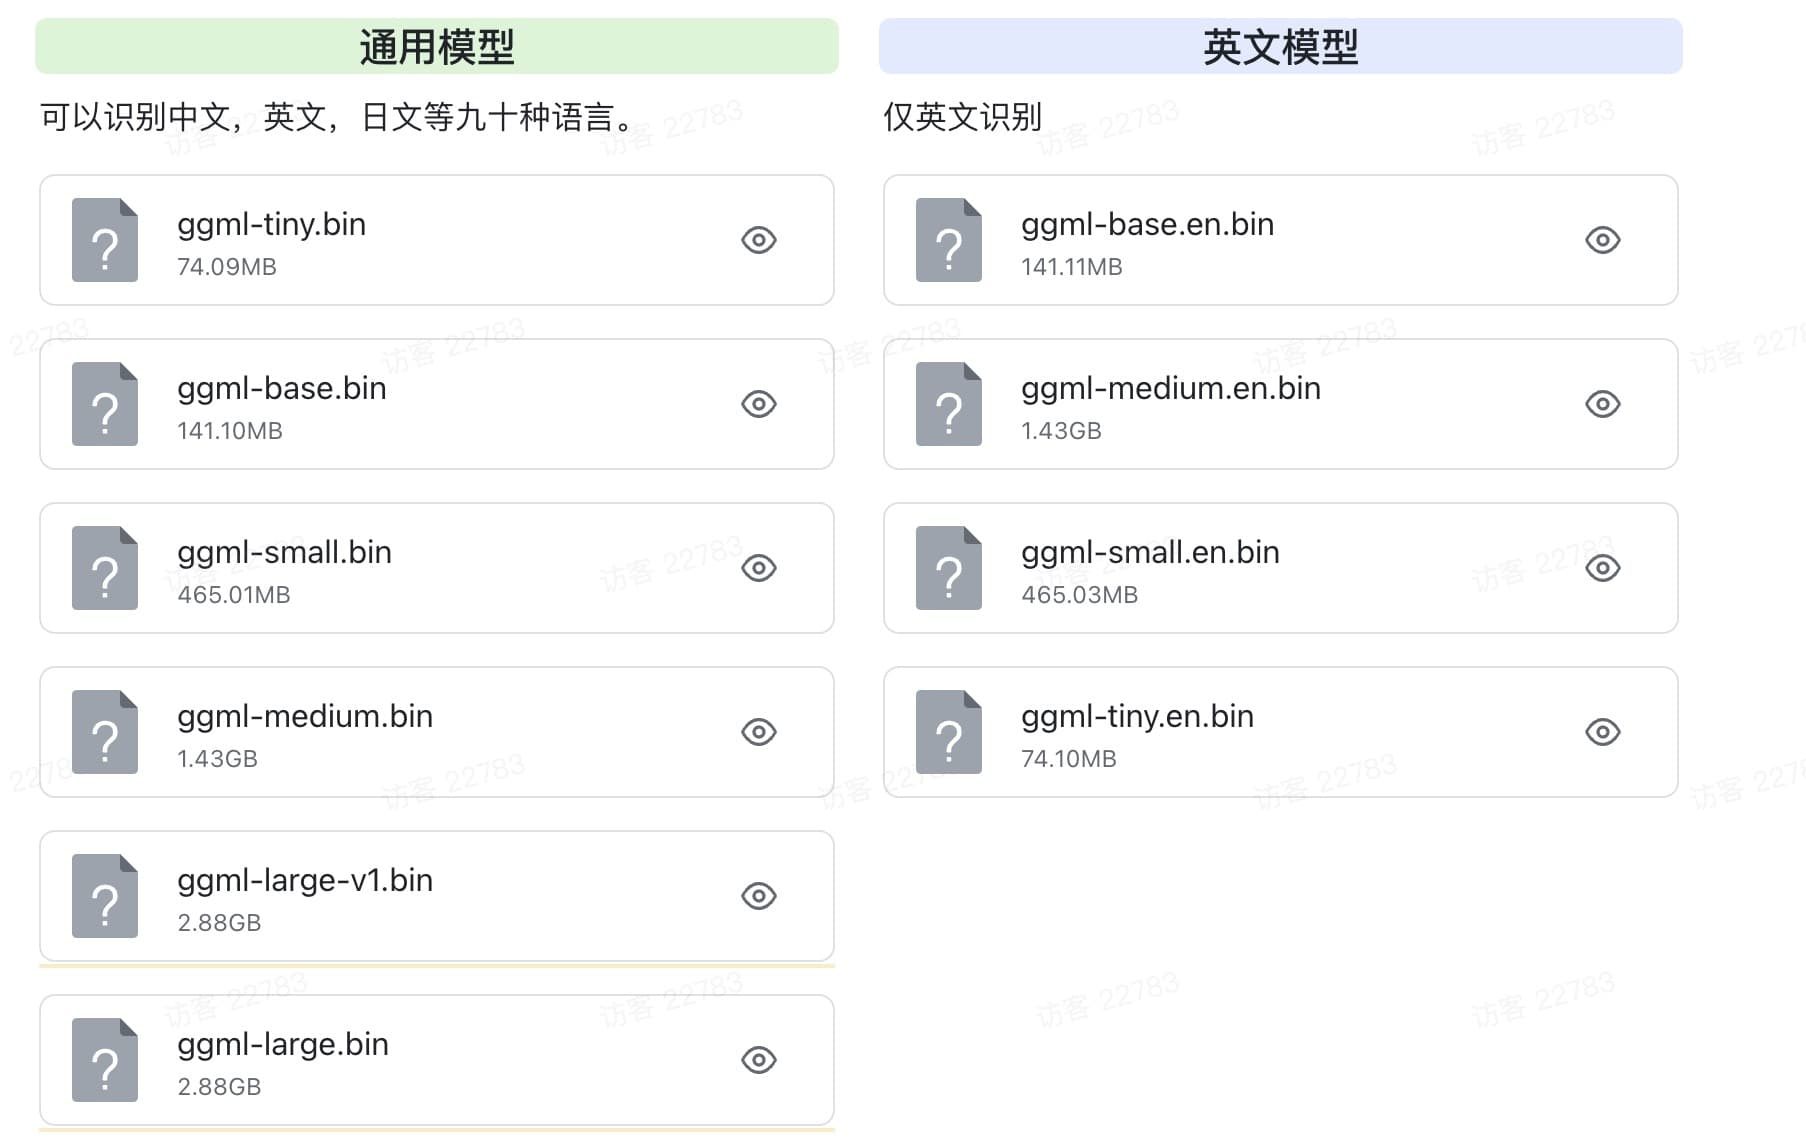 通用模型
可以识别中文，英文，日文等九十种语言。
ggml-tiny.bin
74.09MB
ggml-base.bin
141.10MB
ggml-small.bin
465.01MB
ggml-medium.bin
1.43GB
ggml-large-v1.bin
2.88GB
ggml-large.bin
2.88GB
英文模型
仅英文识别
ggml-base.en.bin
141.11MB
ggml-medium.en.bin
1.43GB
ggml-small.en.bin
465.03MB
ggml-tiny.en.bin
74.10MB
访客 22783